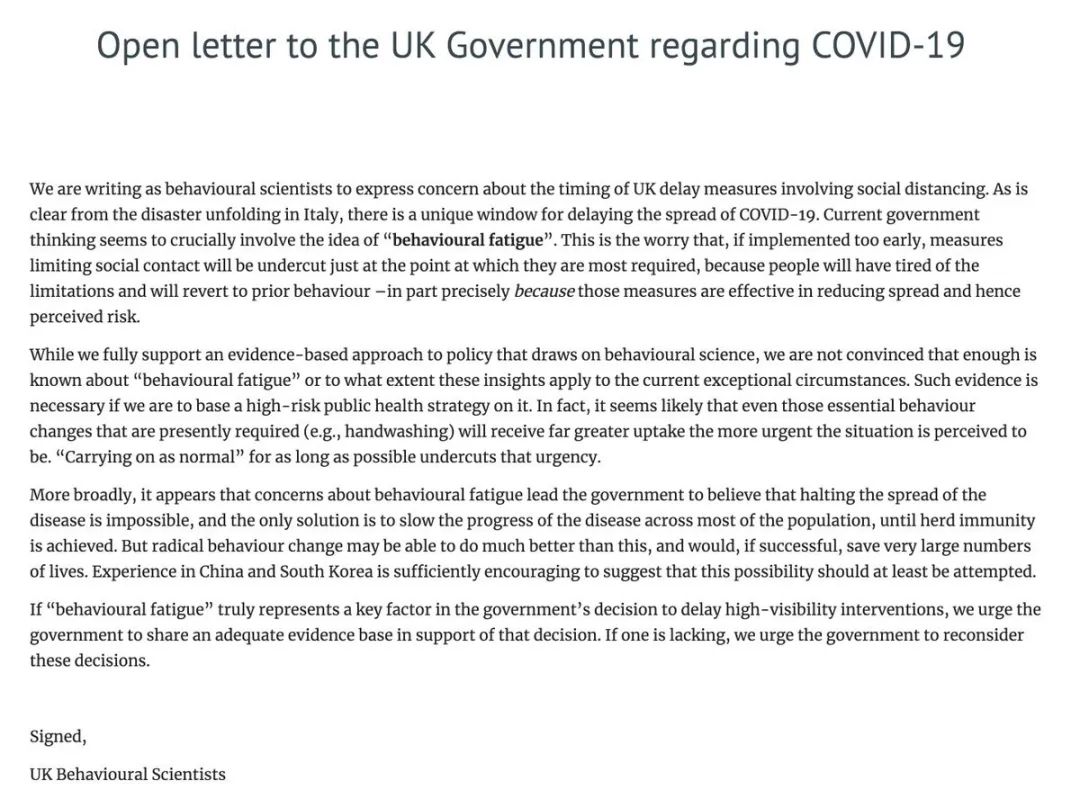 Open letter to the UK Government regarding COVID-19
We are writing as behavioural scientists to express concern about the timing of UK delay measures involving social distancing. As is
clear from the disaster unfolding in Italy, there is a unique window for delaying the spread of COVID-19. Current government
thinking seems to crucially involve the idea of “behavioural fatigue”. This is the worry that, if implemented too early, measures
limiting social contact will be undercut just at the point at which they are most required, because people will have tired of the
limitations and will revert to prior behaviour –in part precisely because those measures are effective in reducing spread and hence
perceived risk.
While we fully support an evidence-based approach to policy that draws on behavioural science, we are not convinced that enough is
known about “behavioural fatigue” or to what extent these insights apply to the current exceptional circumstances. Such evidence is
necessary if we are to base a high-risk public health strategy on it. In fact, it seems likely that even those essential behaviour
changes that are presently required (e.g., handwashing) will receive far greater uptake the more urgent the situation is perceived to
be. “Carrying on as normal” for as long as possible undercuts that urgency.
More broadly, it appears that concerns about behavioural fatigue lead the government to believe that halting the spread of the
disease is impossible, and the only solution is to slow the progress of the disease across most of the population, until herd immunity
is achieved. But radical behaviour change may be able to do much better than this, and would, if successful, save very large numbers
of lives. Experience in China and South Korea is sufficiently encouraging to suggest that this possibility should at least be attempted.
If “behavioural fatigue” truly represents a key factor in the government’s decision to delay high-visibility interventions, we urge the
government to share an adequate evidence base in support of that decision. If one is lacking, we urge the government to reconsider
these decisions.
Signed,
UK Behavioural Scientists